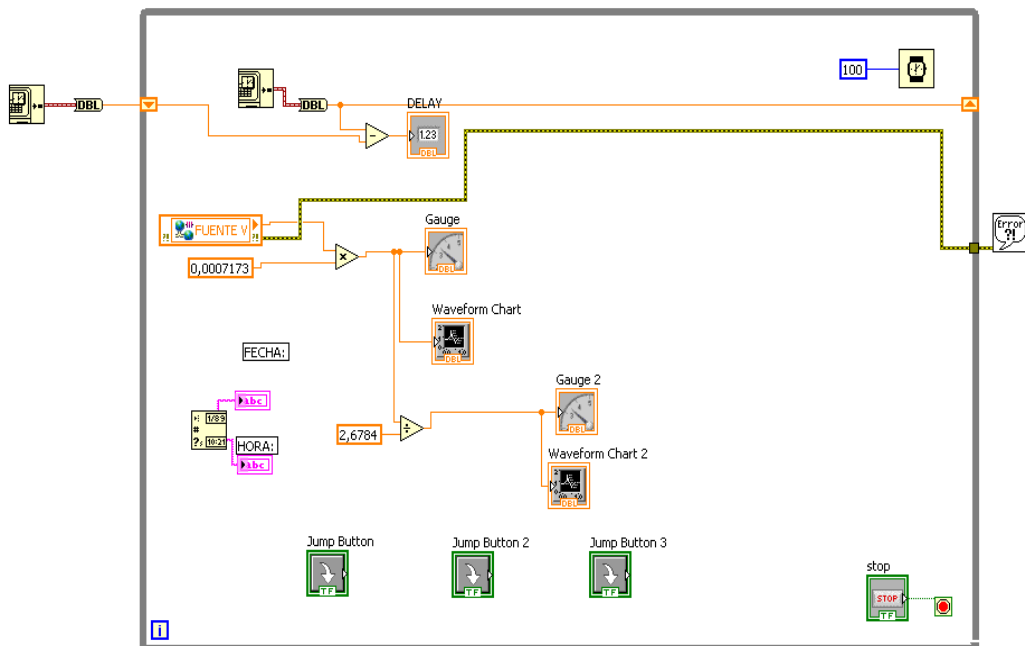 100
DBL
DBL
DELAY
1.23
DBL
FUENTE V
Error
?!
Gauge
DBL
0,0007173
Waveform Chart
DBL
FECHA:
Gauge 2
DBL
abc
1/89
#
10:21
HORA:
abc
2,6784
Waveform Chart 2
DBL
Jump Button
TF
Jump Button 2
TF
Jump Button 3
TF
stop
STOP
TF
i